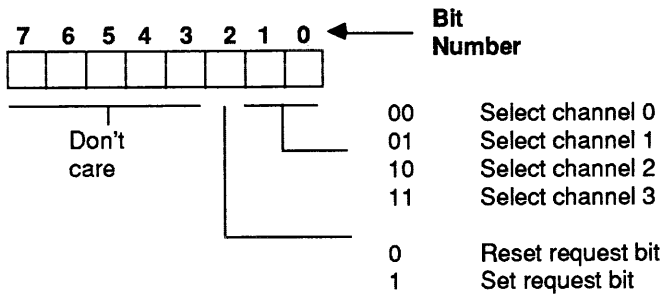 Bit
Number
7 6 5 4 3 2 1 0
Don't
care
00 Select channel 0
01 Select channel 1
10 Select channel 2
11 Select channel 3
0 Reset request bit
1 Set request bit